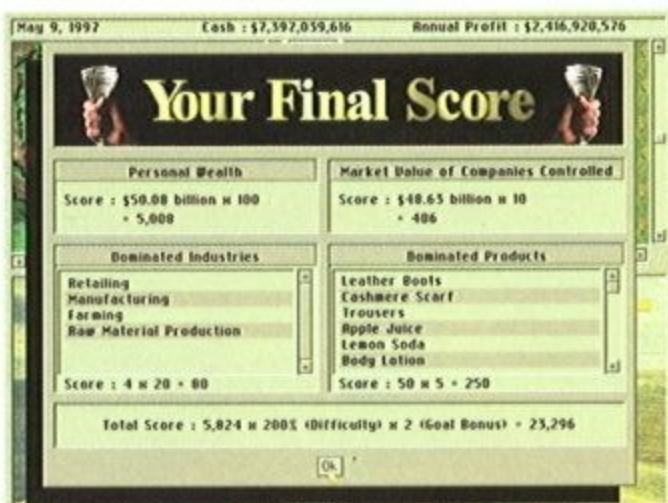 May 9, 1992 Cash : $7,397,039,616 Annual Profit : $2,416,920,576
Your Final Score
Personal Wealth
Score : $50.08 billion x 100
= 5,008
Market Value of Companies Controlled
Score : $48.63 billion x 10
= 486
Dominated Industries
Retailing
Manufacturing
Farming
Raw Material Production
Score : 4 x 20 = 80
Dominated Products
Leather Boots
Cashmere Scarf
Trousers
Apple Juice
Lemon Soda
Body Lotion
Score : 50 x 5 = 250
Total Score : 5,824 x 200% (Difficulty) x 2 (Goal Bonus) = 23,296
Ok